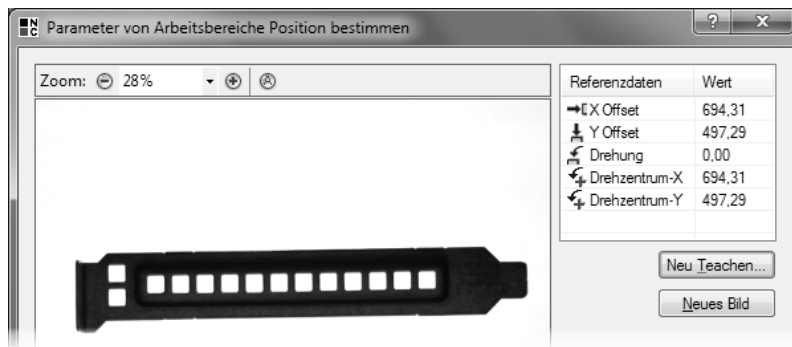 Parameter von Arbeitsbereiche Position bestimmen
? X
Zoom: 28%
Referenzdaten Wert
X Offset 694,31
Y Offset 497,29
Drehung 0,00
Drehzentrum-X 694,31
Drehzentrum-Y 497,29
Neu Teachen...
Neues Bild